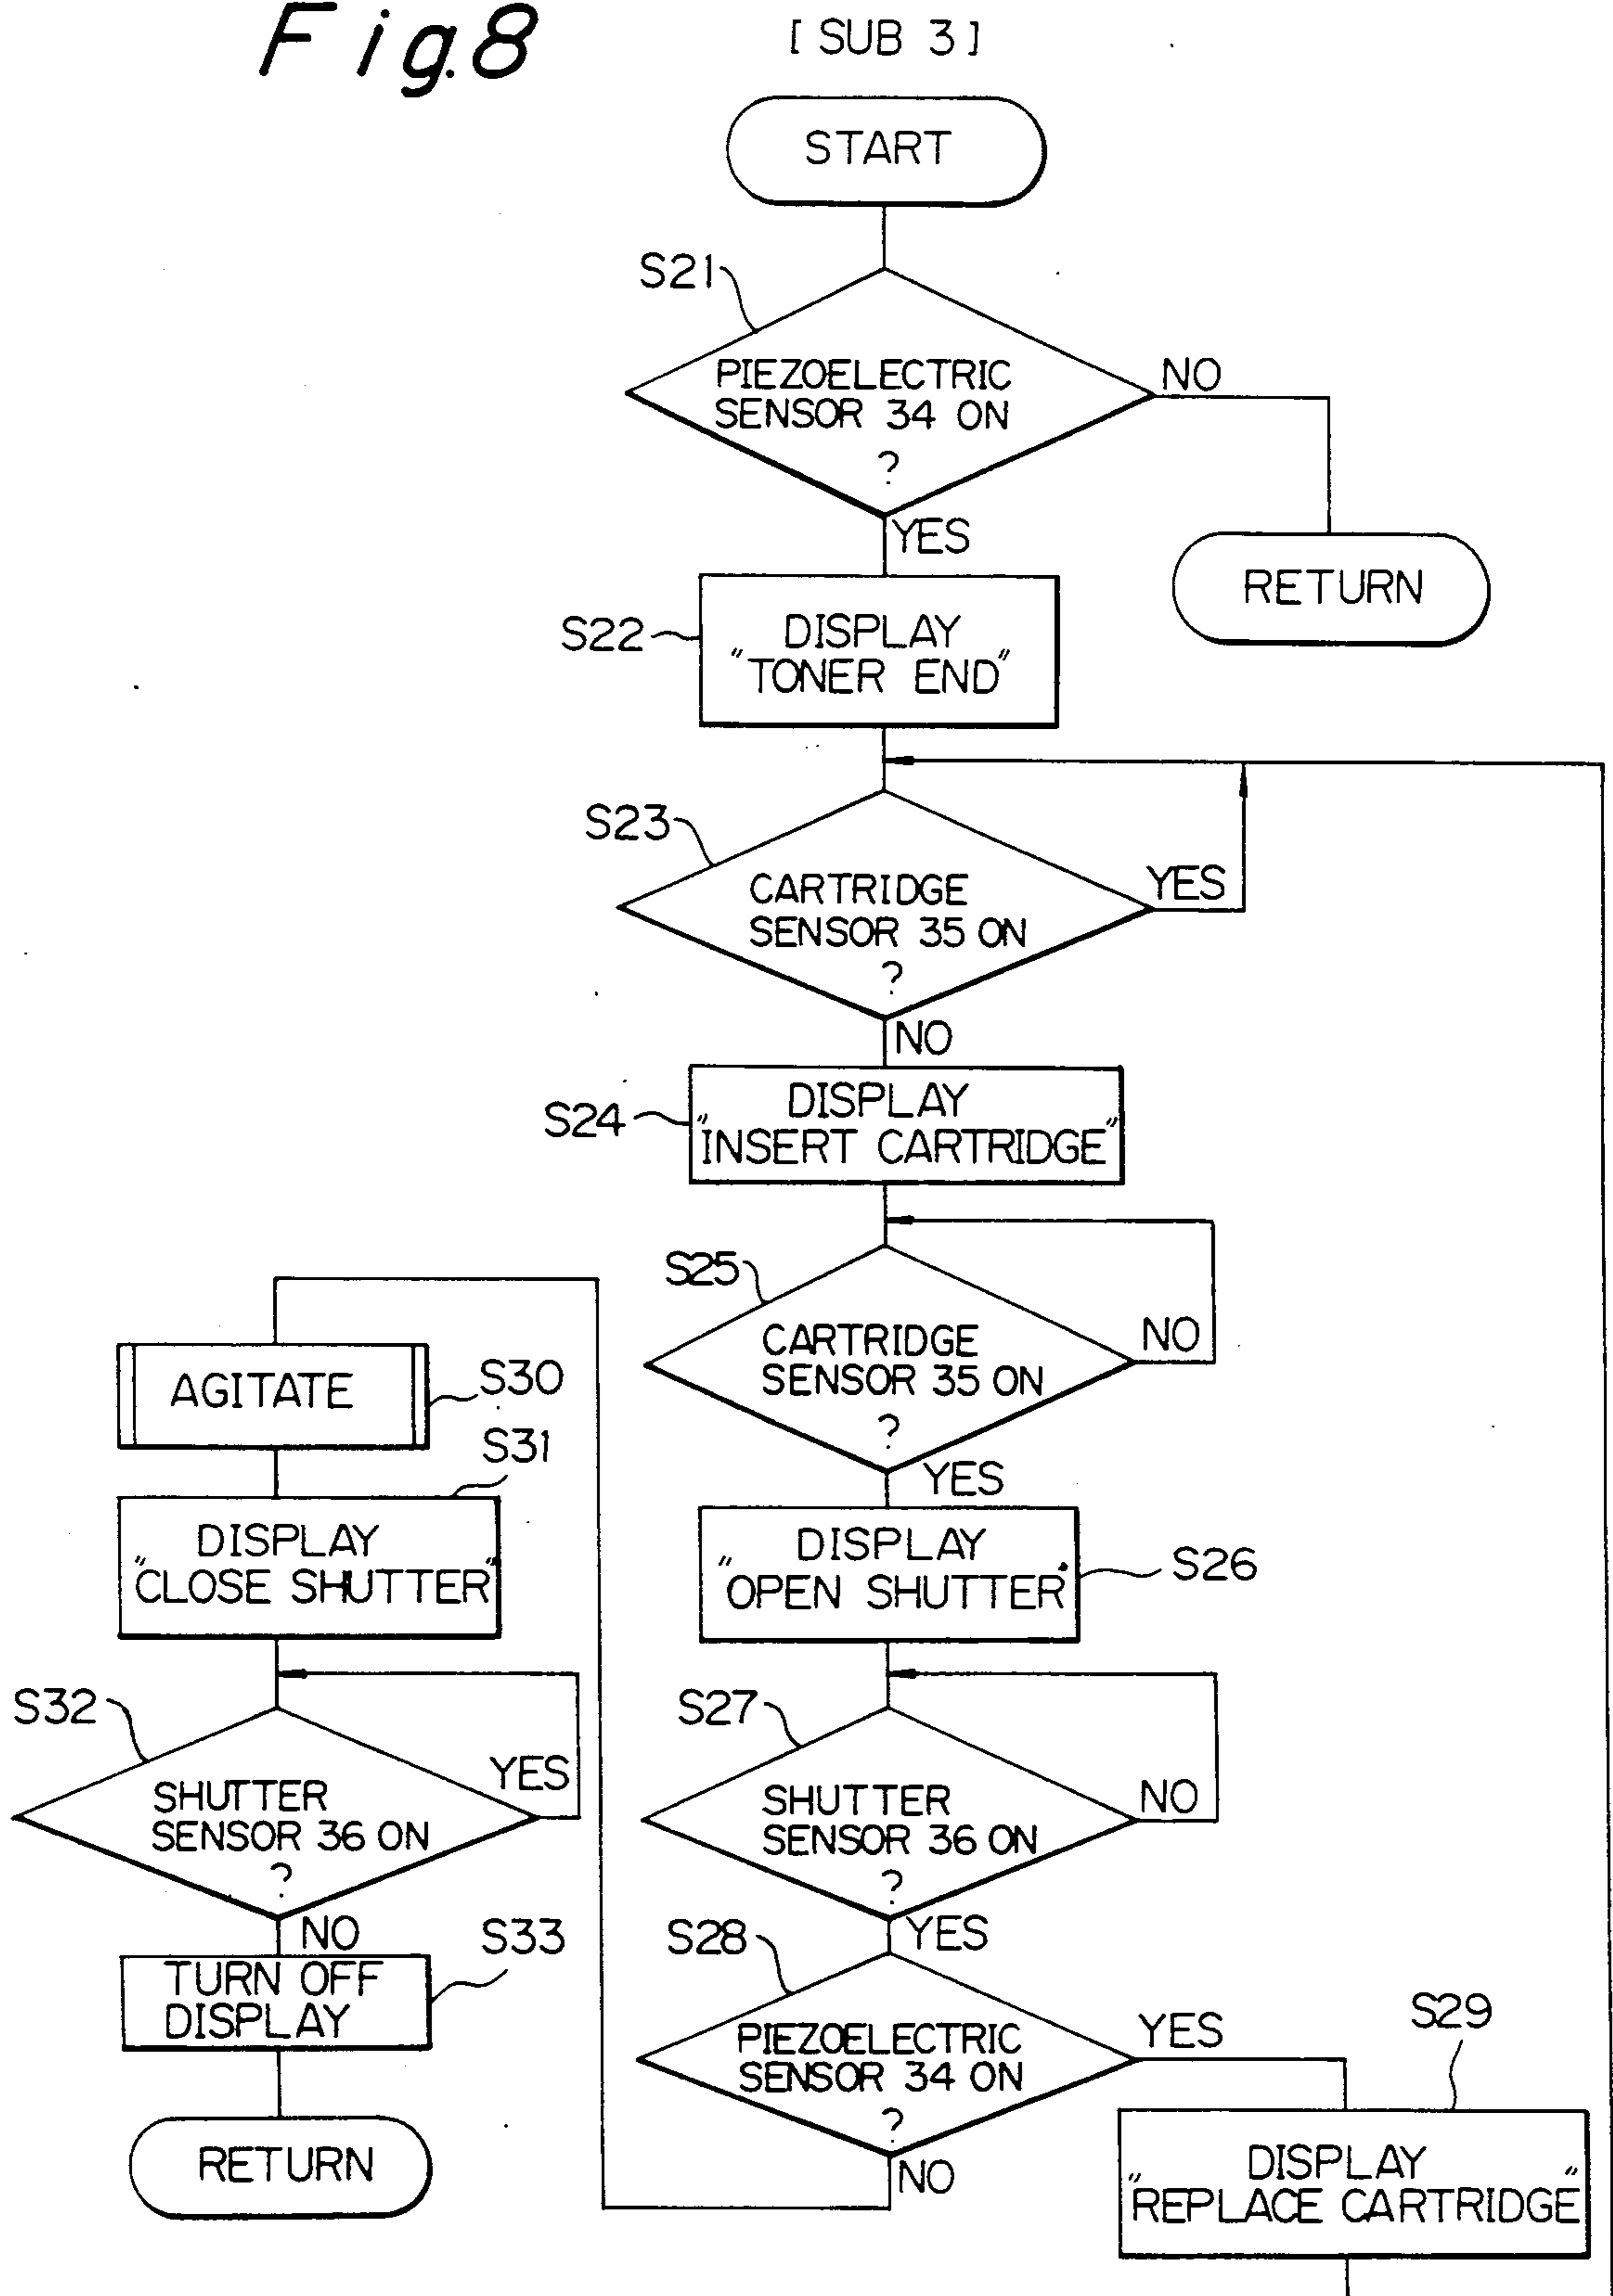 Fig.8
[ SUB 3 ]
START
S21
PIEZOELECTRIC
SENSOR 34 ON
?
NO
YES
RETURN
S22
DISPLAY
"TONER END"
S23
CARTRIDGE
SENSOR 35 ON
?
YES
NO
S24
DISPLAY
"INSERT CARTRIDGE"
S25
CARTRIDGE
SENSOR 35 ON
?
NO
YES
S26
DISPLAY
"OPEN SHUTTER"
S27
SHUTTER
SENSOR 36 ON
?
NO
YES
S28
PIEZOELECTRIC
SENSOR 34 ON
?
YES
NO
S29
DISPLAY
"REPLACE CARTRIDGE"
AGITATE
S30
S31
DISPLAY
"CLOSE SHUTTER"
S32
SHUTTER
SENSOR 36 ON
?
YES
NO
S33
TURN OFF
DISPLAY
RETURN